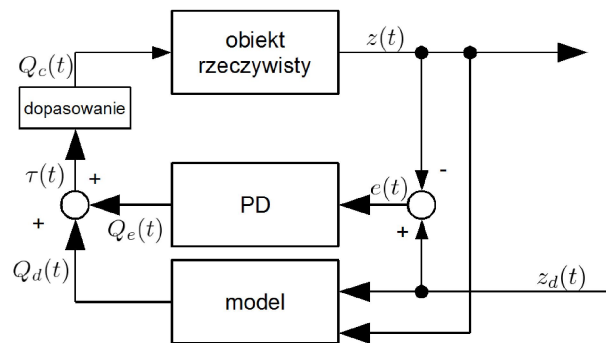 obiekt
rzeczywisty
z(t)
Q_c(t)
dopasowanie
τ(t)
+
-
e(t)
PD
+
Q_e(t)
+
Q_d(t)
z_d(t)
model